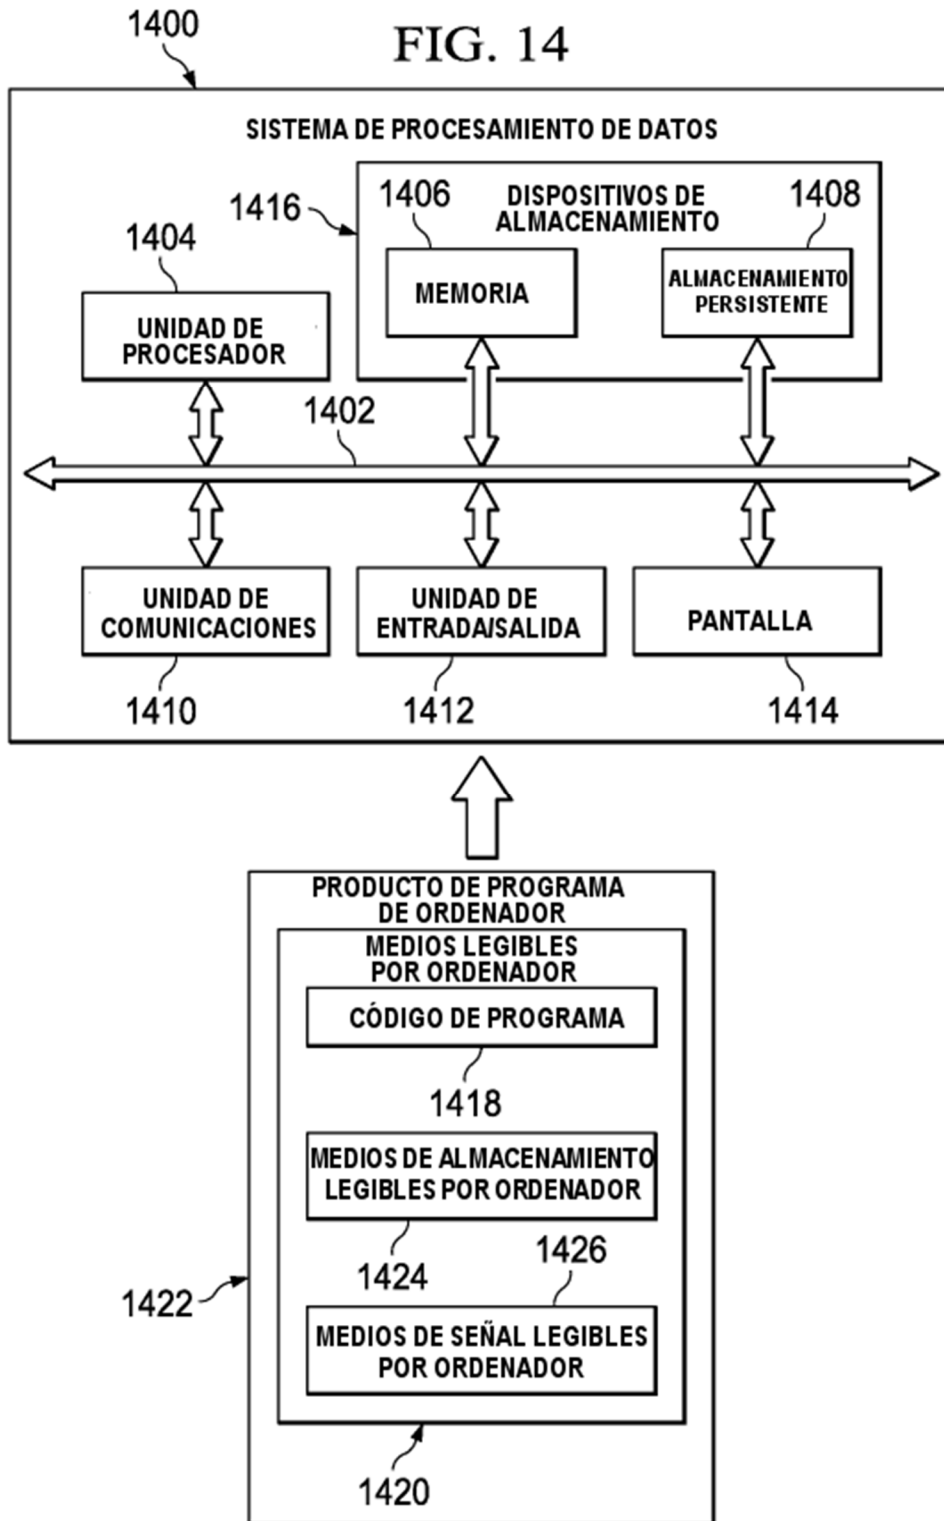 1400
FIG. 14
SISTEMA DE PROCESAMIENTO DE DATOS
1416
1406
DISPOSITIVOS DE
ALMACENAMIENTO
1408
1404
MEMORIA
ALMACENAMIENTO
PERSISTENTE
UNIDAD DE
PROCESADOR
1402
UNIDAD DE
COMUNICACIONES
UNIDAD DE
ENTRADA/SALIDA
PANTALLA
1410
1412
1414
PRODUCTO DE PROGRAMA
DE ORDENADOR
MEDIOS LEGIBLES
POR ORDENADOR
CÓDIGO DE PROGRAMA
1418
MEDIOS DE ALMACENAMIENTO
LEGIBLES POR ORDENADOR
1424
1426
1422
MEDIOS DE SEÑAL LEGIBLES
POR ORDENADOR
1420